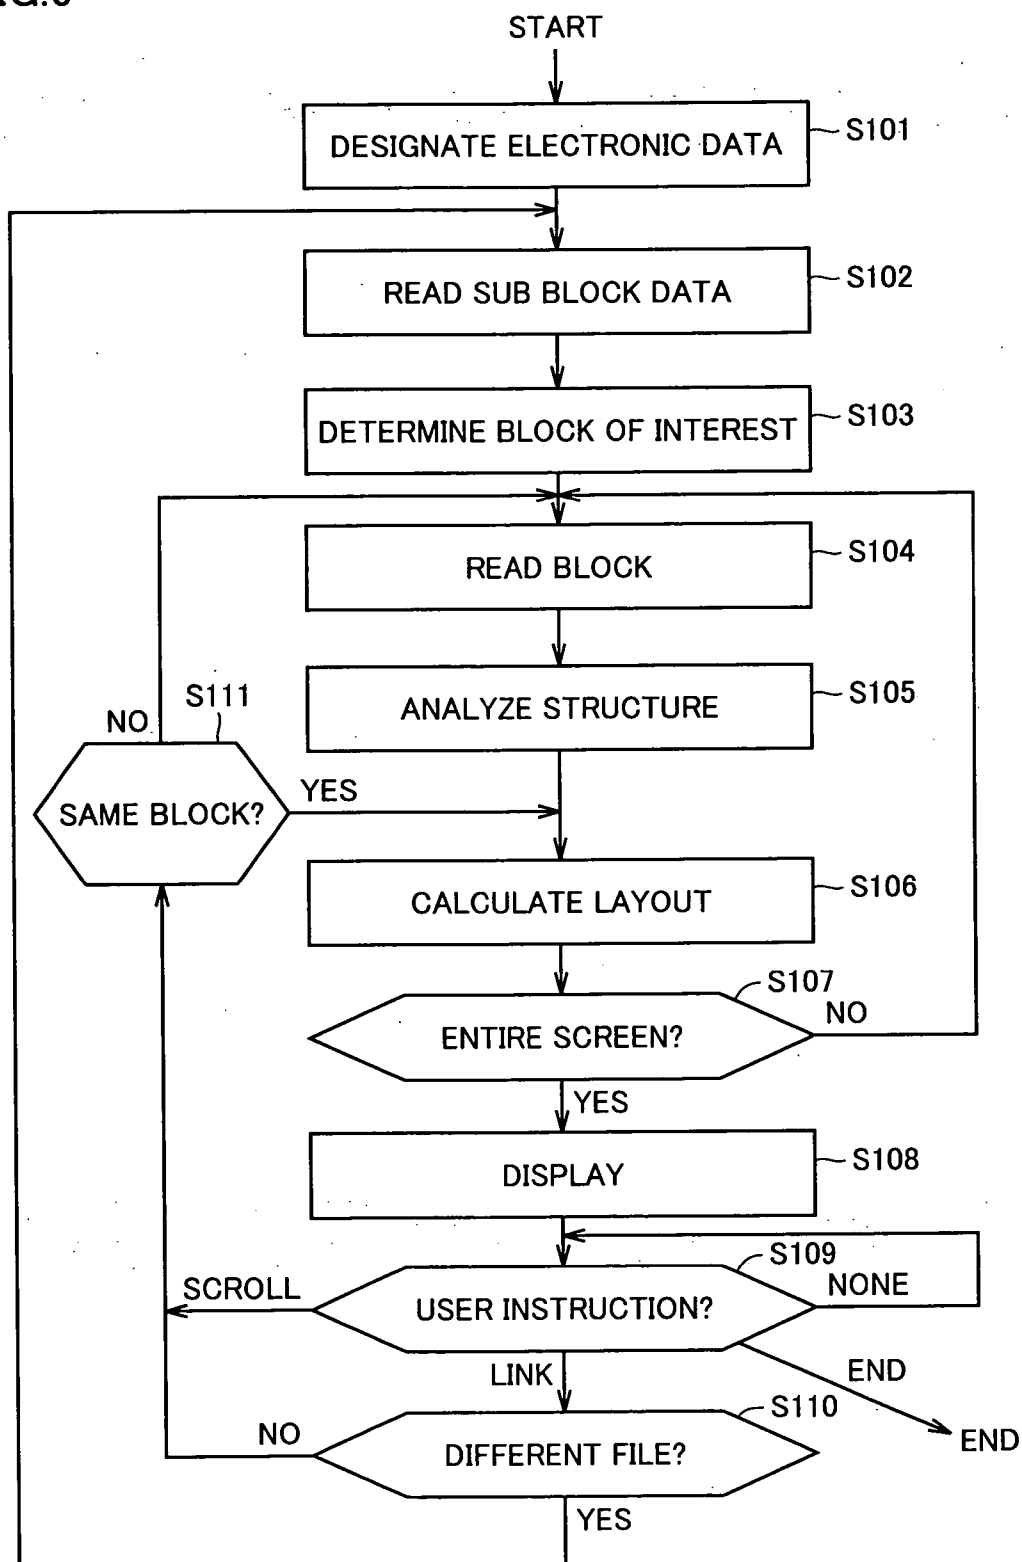 START
DESIGNATE ELECTRONIC DATA
S101
READ SUB BLOCK DATA
S102
DETERMINE BLOCK OF INTEREST
S103
READ BLOCK
S104
ANALYZE STRUCTURE
S105
S111
NO
SAME BLOCK?
YES
CALCULATE LAYOUT
S106
S107
ENTIRE SCREEN?
NO
YES
DISPLAY
S108
S109
SCROLL
USER INSTRUCTION?
NONE
LINK
END
END
S110
NO
DIFFERENT FILE?
YES